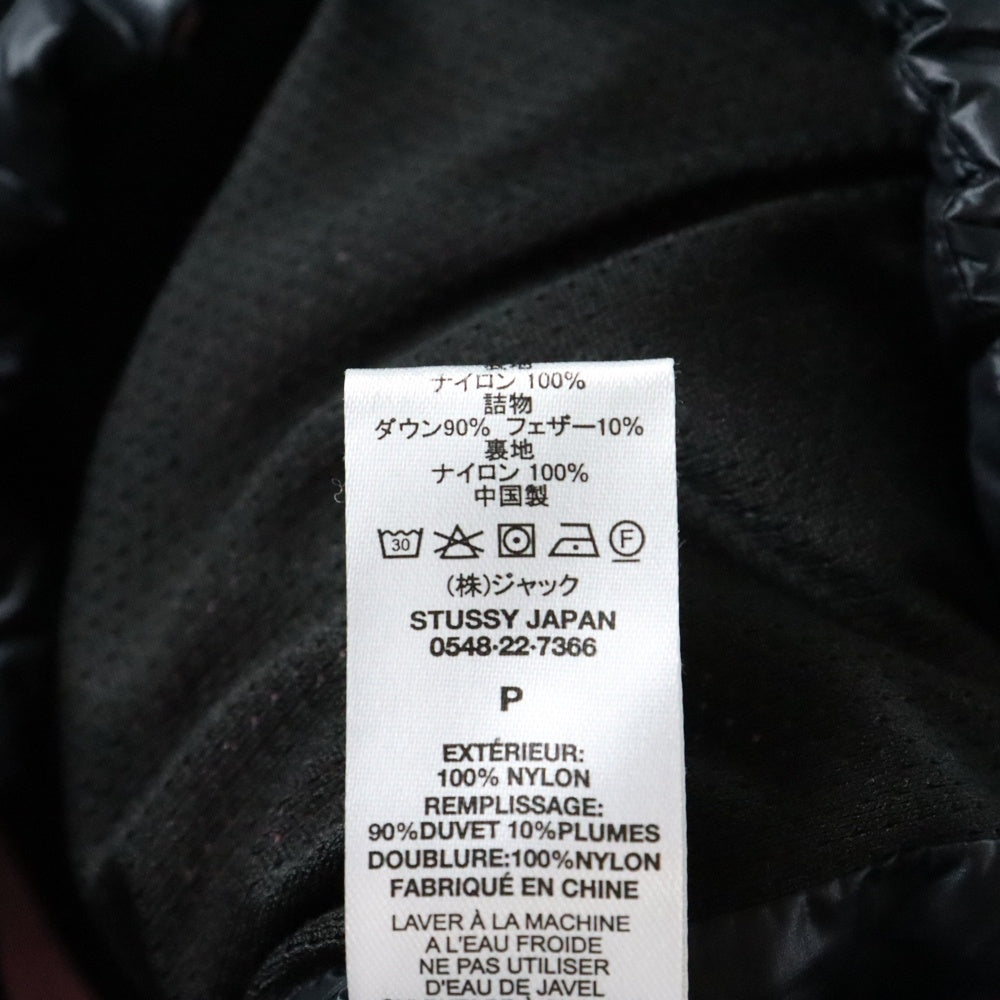 ナイロン 100%
詰物
ダウン90% フェザー10%
裏地
ナイロン 100%
中国製
30 F
(株)ジャック
STUSSY JAPAN
0548·22·7366
P
EXTÉRIEUR:
100% NYLON
REMPLISSAGE:
90%DUVET 10%PLUMES
DOUBLURE:100%NYLON
FABRIQUÉ EN CHINE
LAVER À LA MACHINE
A L'EAU FROIDE
NE PAS UTILISER
D'EAU DE JAVEL